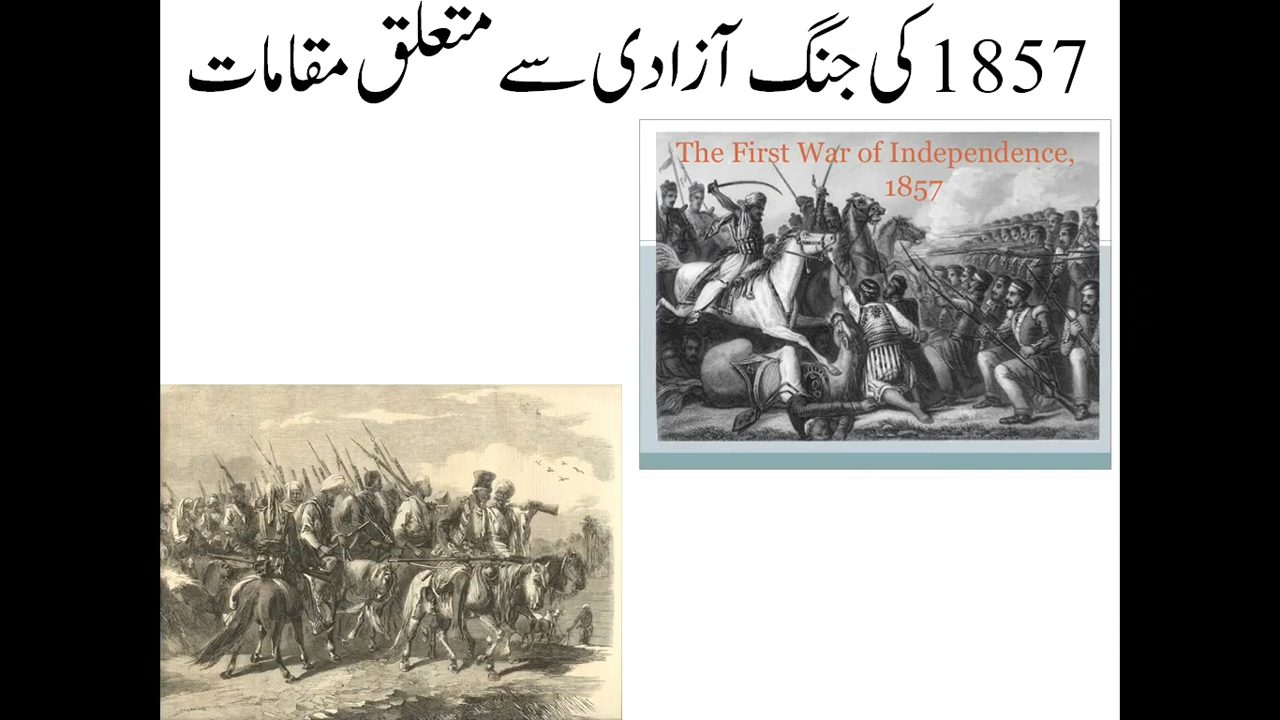 1857 کی جنگ آزادی سے متعلق مقامات
The First War of Independence,
1857